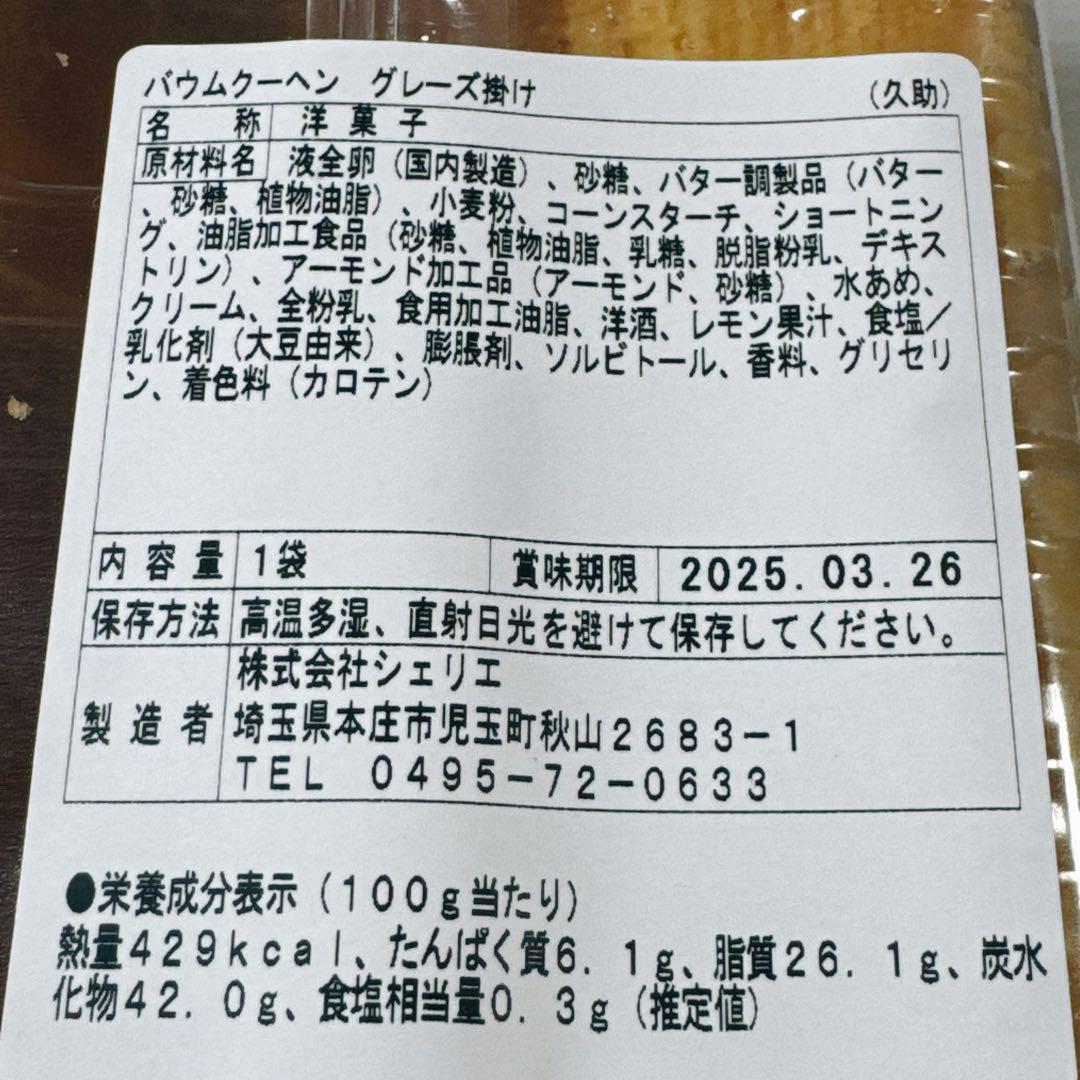 バウムクーヘン　グレーズ掛け　（久助）
名　称　洋菓子
原材料名　液全卵（国内製造）、砂糖、バター調製品（バター
、砂糖、植物油脂）、小麦粉、コーンスターチ、ショートニン
グ、油脂加工食品（砂糖、植物油脂、乳糖、脱脂粉乳、デキス
トリン）、アーモンド加工品（アーモンド、砂糖）、水あめ、
クリーム、全粉乳、食用加工油脂、洋酒、レモン果汁、食塩／
乳化剤（大豆由来）、膨脹剤、ソルビトール、香料、グリセリ
ン、着色料（カロテン）
内容量　1袋　賞味期限　2025.03.26
保存方法　高温多湿、直射日光を避けて保存してください。
株式会社シェリエ
製造者　埼玉県本庄市児玉町秋山２６８３−１
ＴＥＬ　０４９５−７２−０６３３
●栄養成分表示（１００ｇ当たり）
熱量４２９ｋｃａｌ、たんぱく質６．１ｇ、脂質２６．１ｇ、炭水
化物４２．０ｇ、食塩相当量０．３ｇ（推定値）